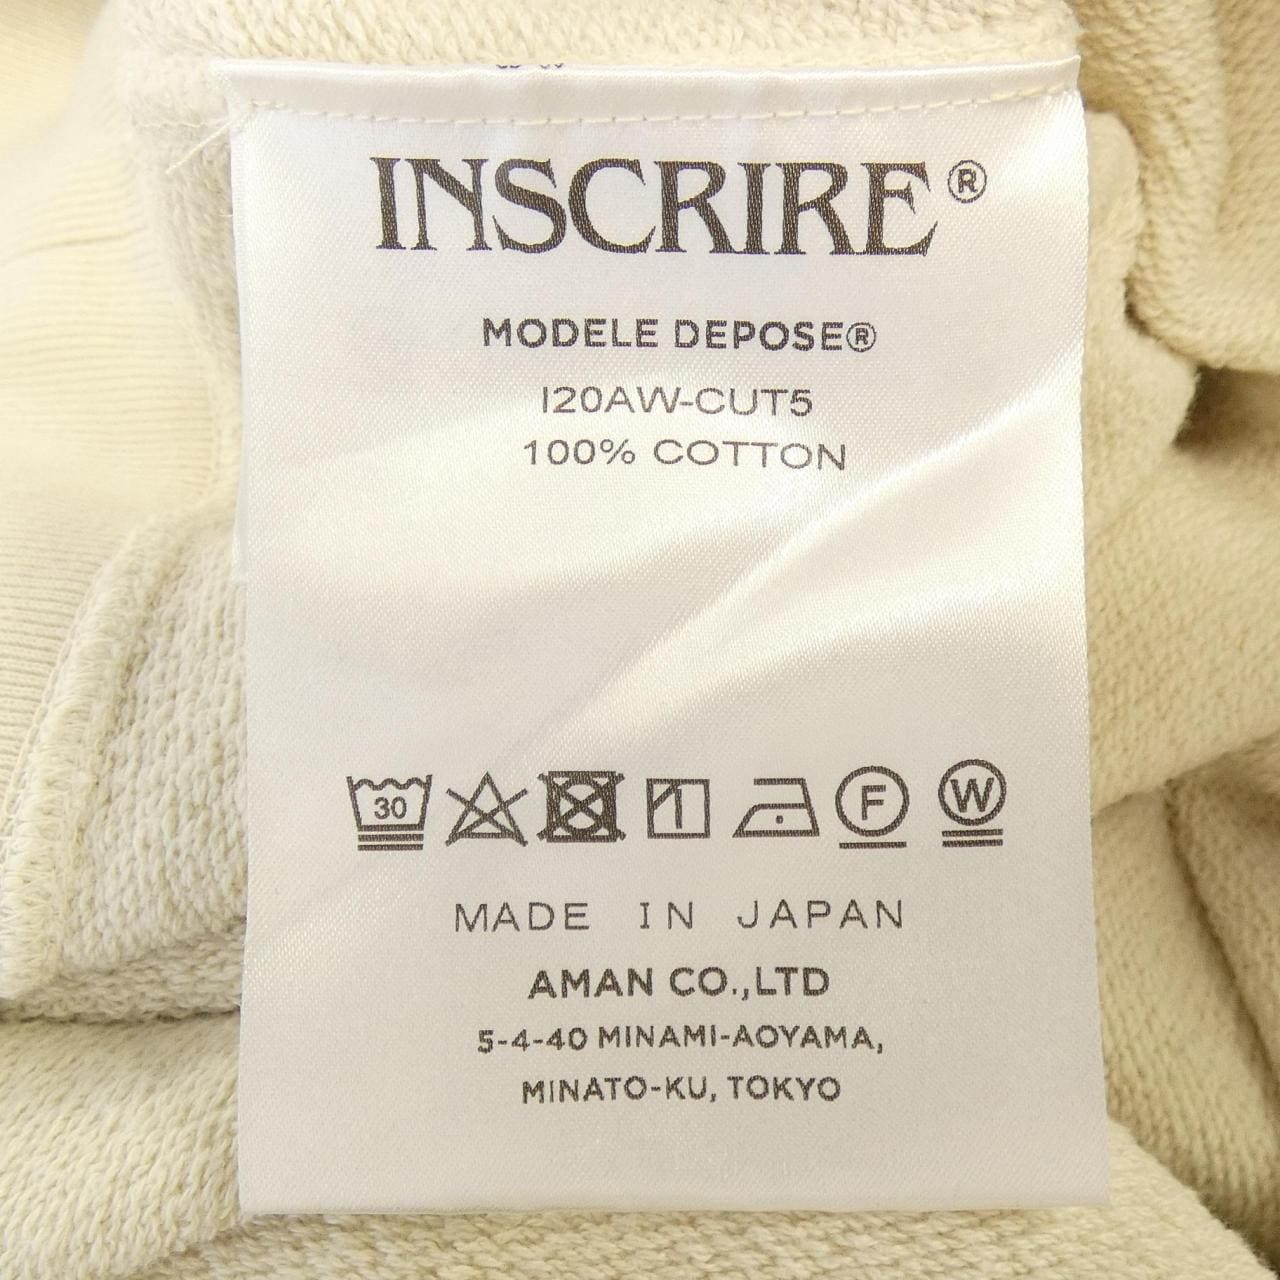 INSCRIRE®
MODELE DEPOSE®
I20AW-CUT5
100% COTTON
30 F W
MADE IN JAPAN
AMAN CO.,LTD
5-4-40 MINAMI-AOYAMA,
MINATO-KU, TOKYO